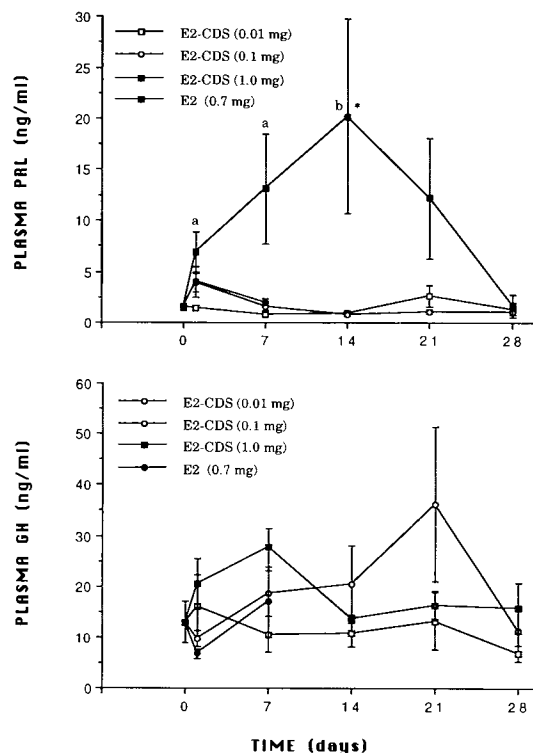 30
25
20
15
10
5
0
PLASMA PRL (ng/ml)
E2-CDS (0.01 mg)
E2-CDS (0.1 mg)
E2-CDS (1.0 mg)
E2 (0.7 mg)
a
a
b *
0 7 14 21 28
60
50
40
30
20
10
0
PLASMA GH (ng/ml)
E2-CDS (0.01 mg)
E2-CDS (0.1 mg)
E2-CDS (1.0 mg)
E2 (0.7 mg)
0 7 14 21 28
TIME (days)